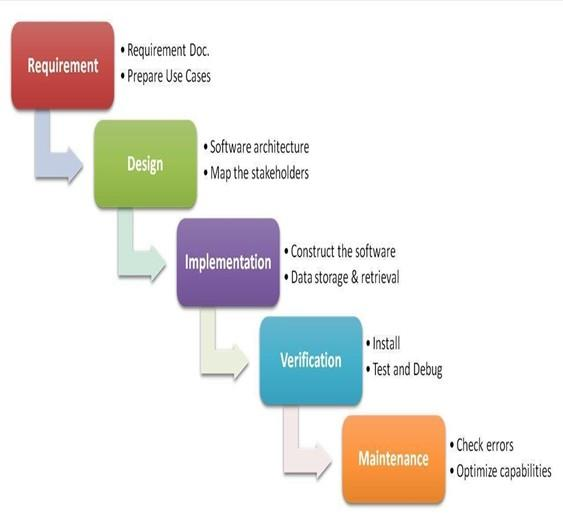 Requirement
• Requirement Doc.
• Prepare Use Cases
Design
• Software architecture
• Map the stakeholders
Implementation
• Construct the software
• Data storage & retrieval
Verification
• Install
• Test and Debug
Maintenance
• Check errors
• Optimize capabilities